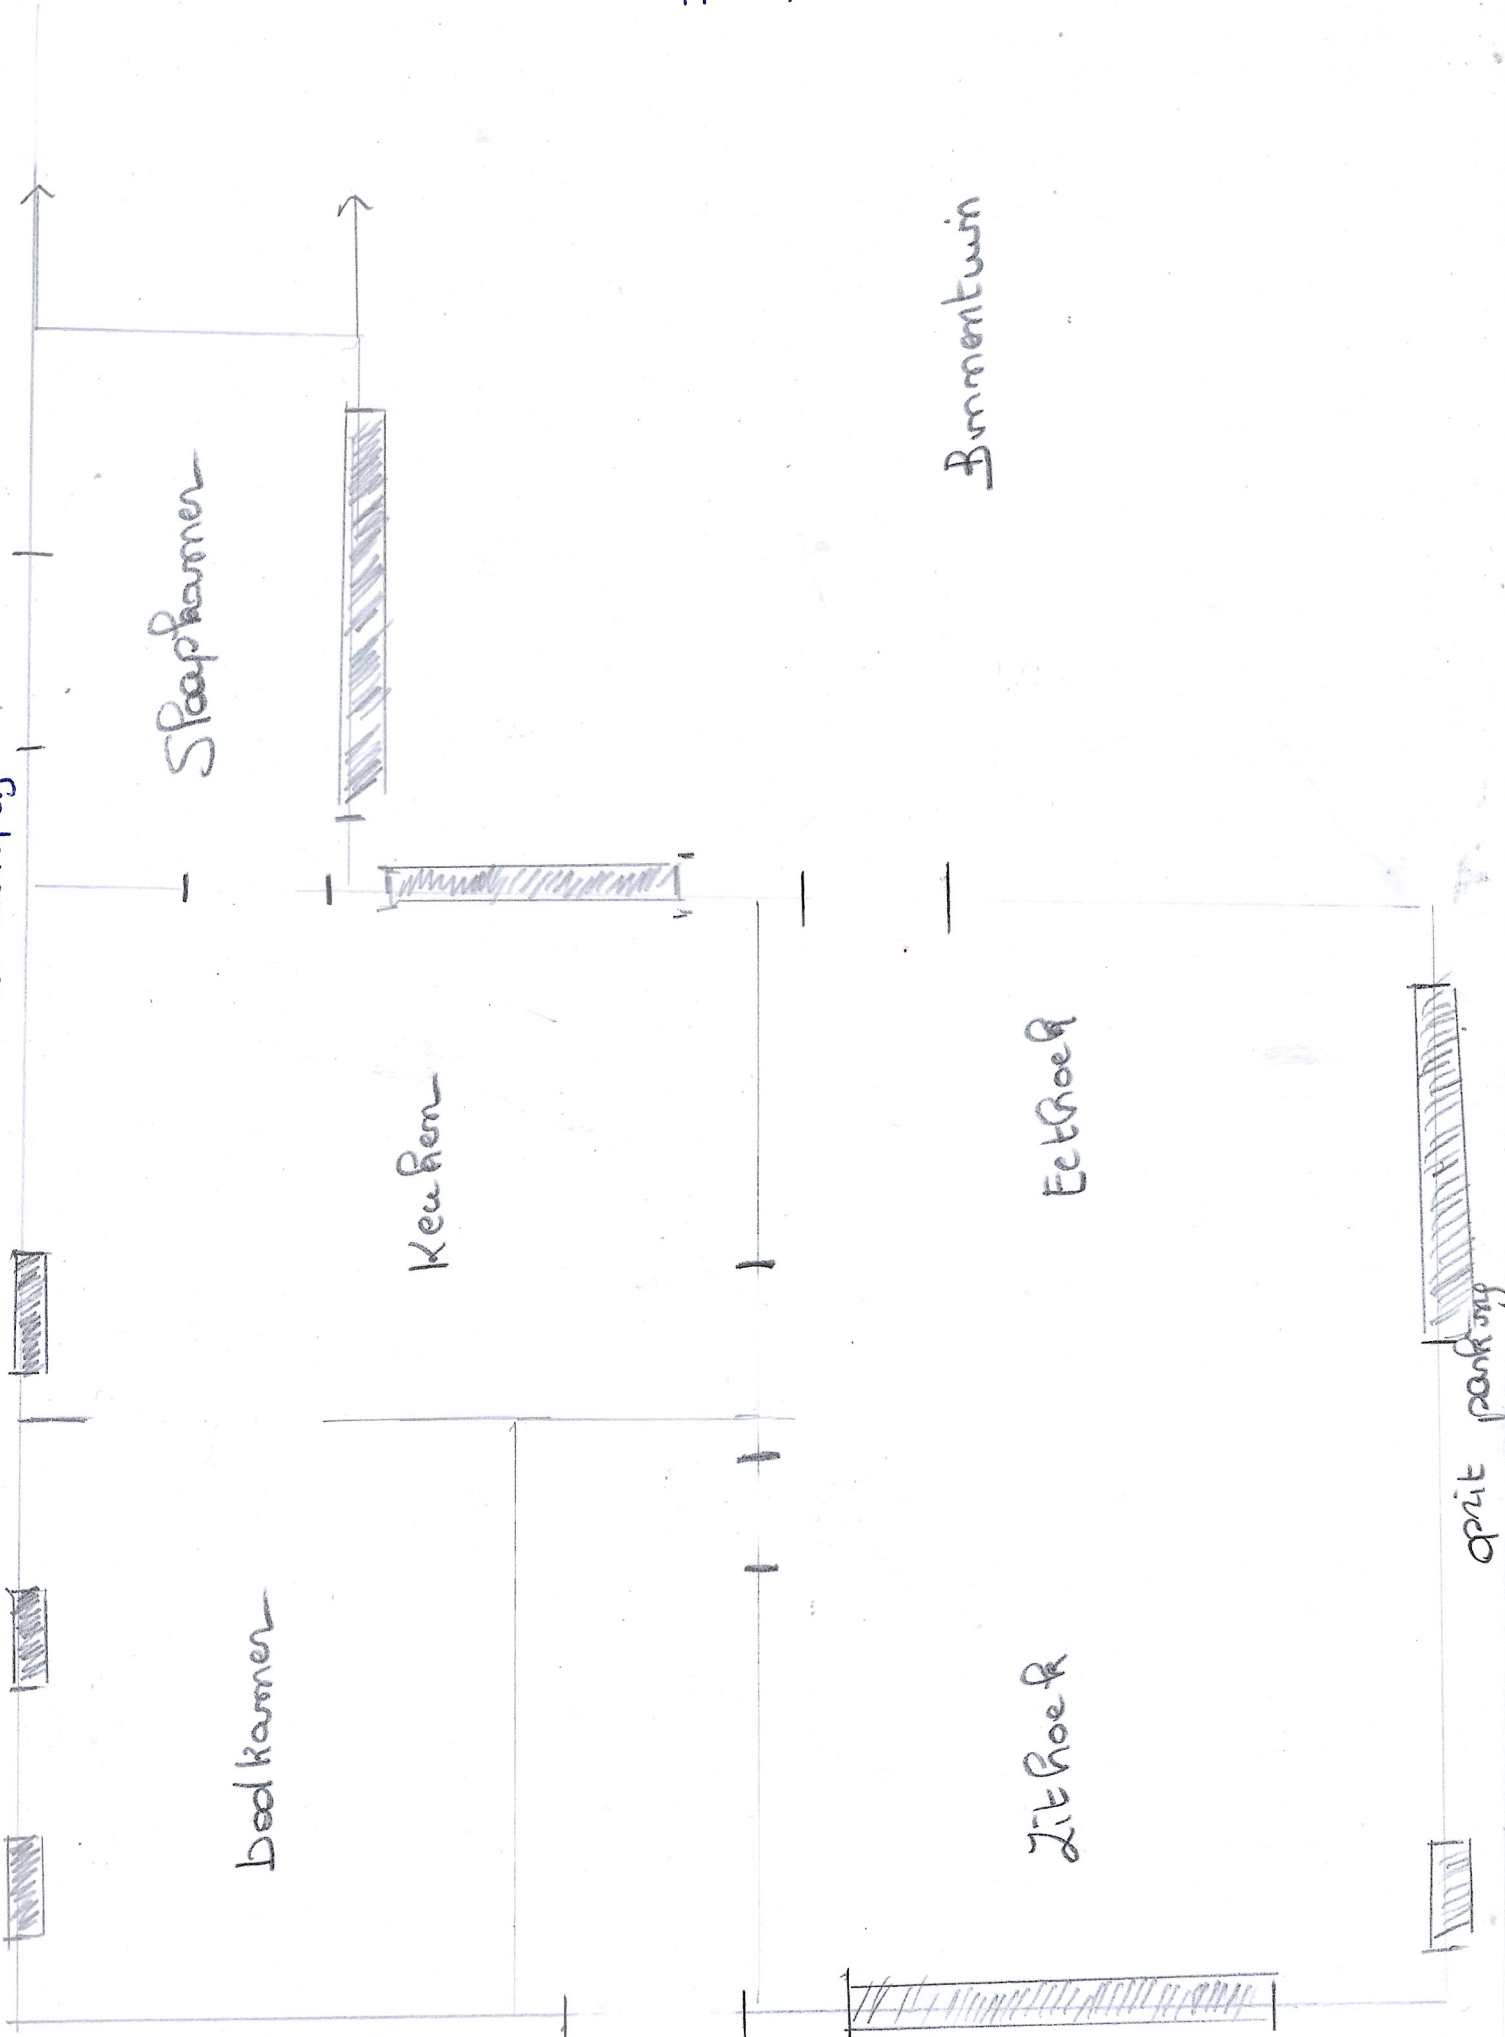 Slaapkamer
Binnentuin
Keuken
Eethoek
badkamer
Zithoek
oprit parking